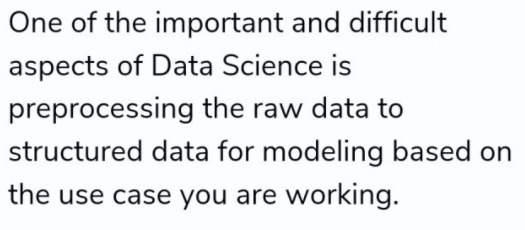 One of the important and difficult
aspects of Data Science is
preprocessing the raw data to
structured data for modeling based on
the use case you are working.